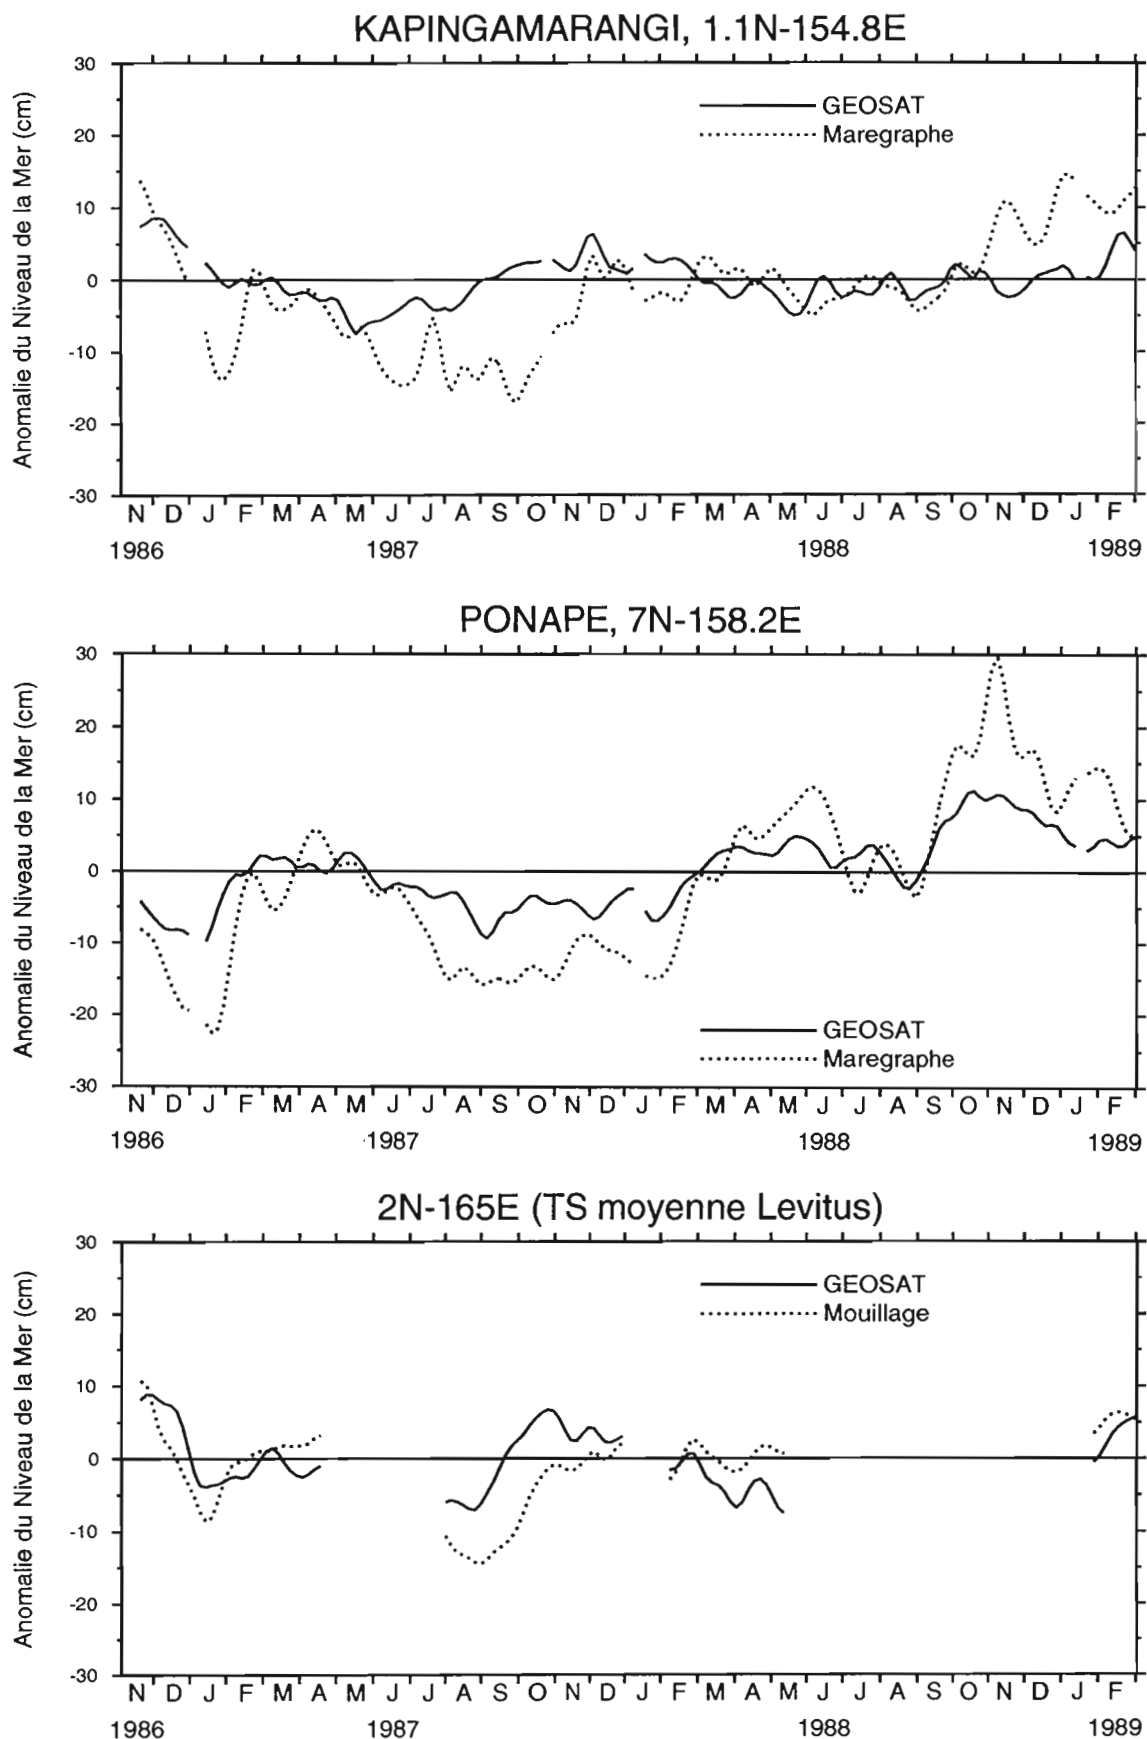 KAPINGAMARANGI, 1.1N-154.8E
Anomalie du Niveau de la Mer (cm)
30
20
10
0
-10
-20
-30
GEOSAT
Maregraphe
N D J F M A M J J A S O N D J F M A M J J A S O N D J F
1986 1987 1988 1989
PONAPE, 7N-158.2E
Anomalie du Niveau de la Mer (cm)
30
20
10
0
-10
-20
-30
GEOSAT
Maregraphe
N D J F M A M J J A S O N D J F M A M J J A S O N D J F
1986 1987 1988 1989
2N-165E (TS moyenne Levitus)
Anomalie du Niveau de la Mer (cm)
30
20
10
0
-10
-20
-30
GEOSAT
Mouillage
N D J F M A M J J A S O N D J F M A M J J A S O N D J F
1986 1987 1988 1989